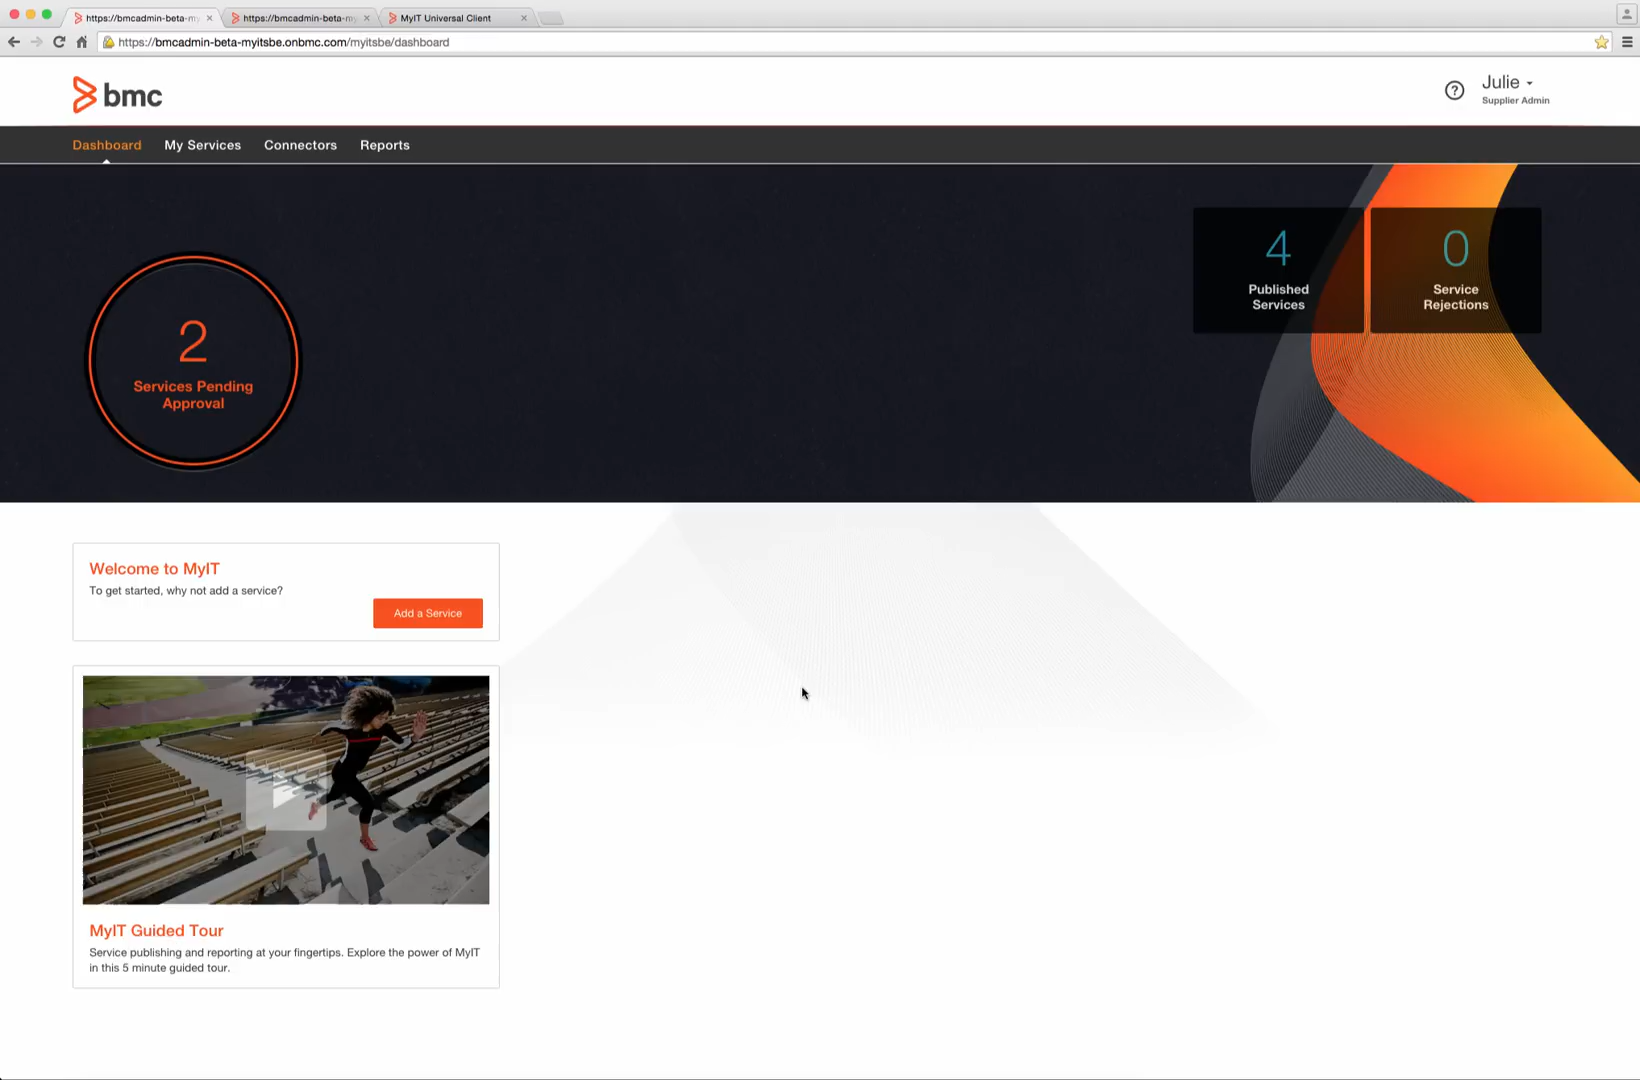 https://bmcadmin-beta-my
https://bmcadmin-beta-my
MyIT Universal Client
https://bmcadmin-beta-myitsbe.onbmc.com/myitsbe/dashboard
bmc
?
Julie
Supplier Admin
Dashboard
My Services
Connectors
Reports
2
Services Pending
Approval
4
Published
Services
0
Service
Rejections
Welcome to MyIT
To get started, why not add a service?
Add a Service
MyIT Guided Tour
Service publishing and reporting at your fingertips. Explore the power of MyIT
in this 5 minute guided tour.